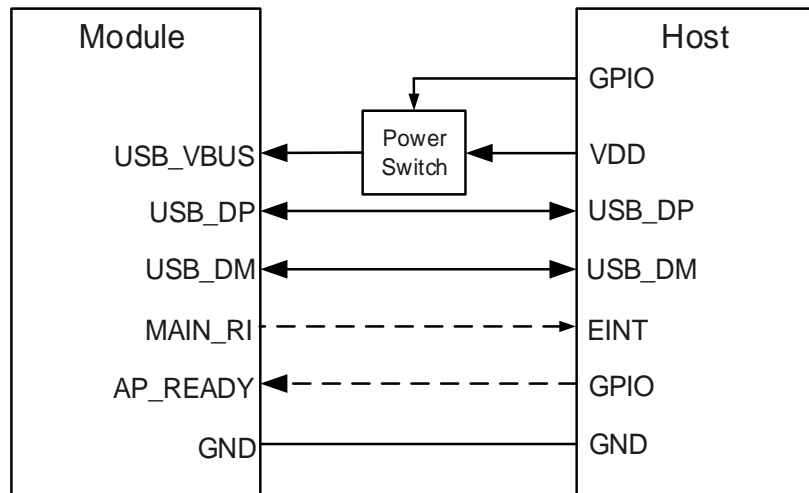 Module
Host
GPIO
Power
Switch
USB_VBUS
VDD
USB_DP
USB_DP
USB_DM
USB_DM
MAIN_RI
EINT
AP_READY
GPIO
GND
GND